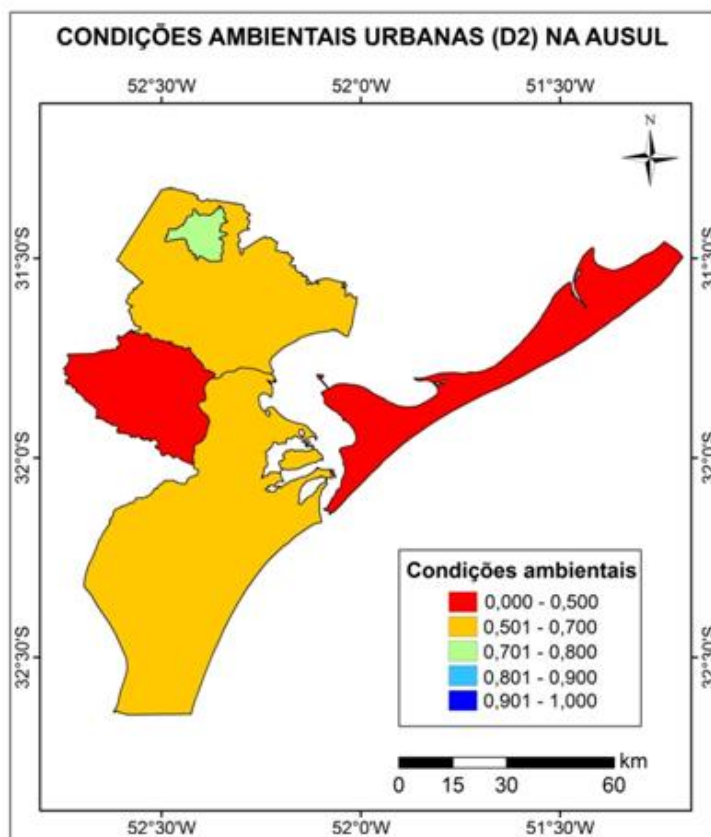 CONDIÇÕES AMBIENTAIS URBANAS (D2) NA AUSUL
52°30'W 52°0'W 51°30'W
N
31°30'S 31°30'S
32°0'S 32°0'S
32°30'S 32°30'S
Condições ambientais
0,000 - 0,500
0,501 - 0,700
0,701 - 0,800
0,801 - 0,900
0,901 - 1,000
km
0 15 30 60
52°30'W 52°0'W 51°30'W